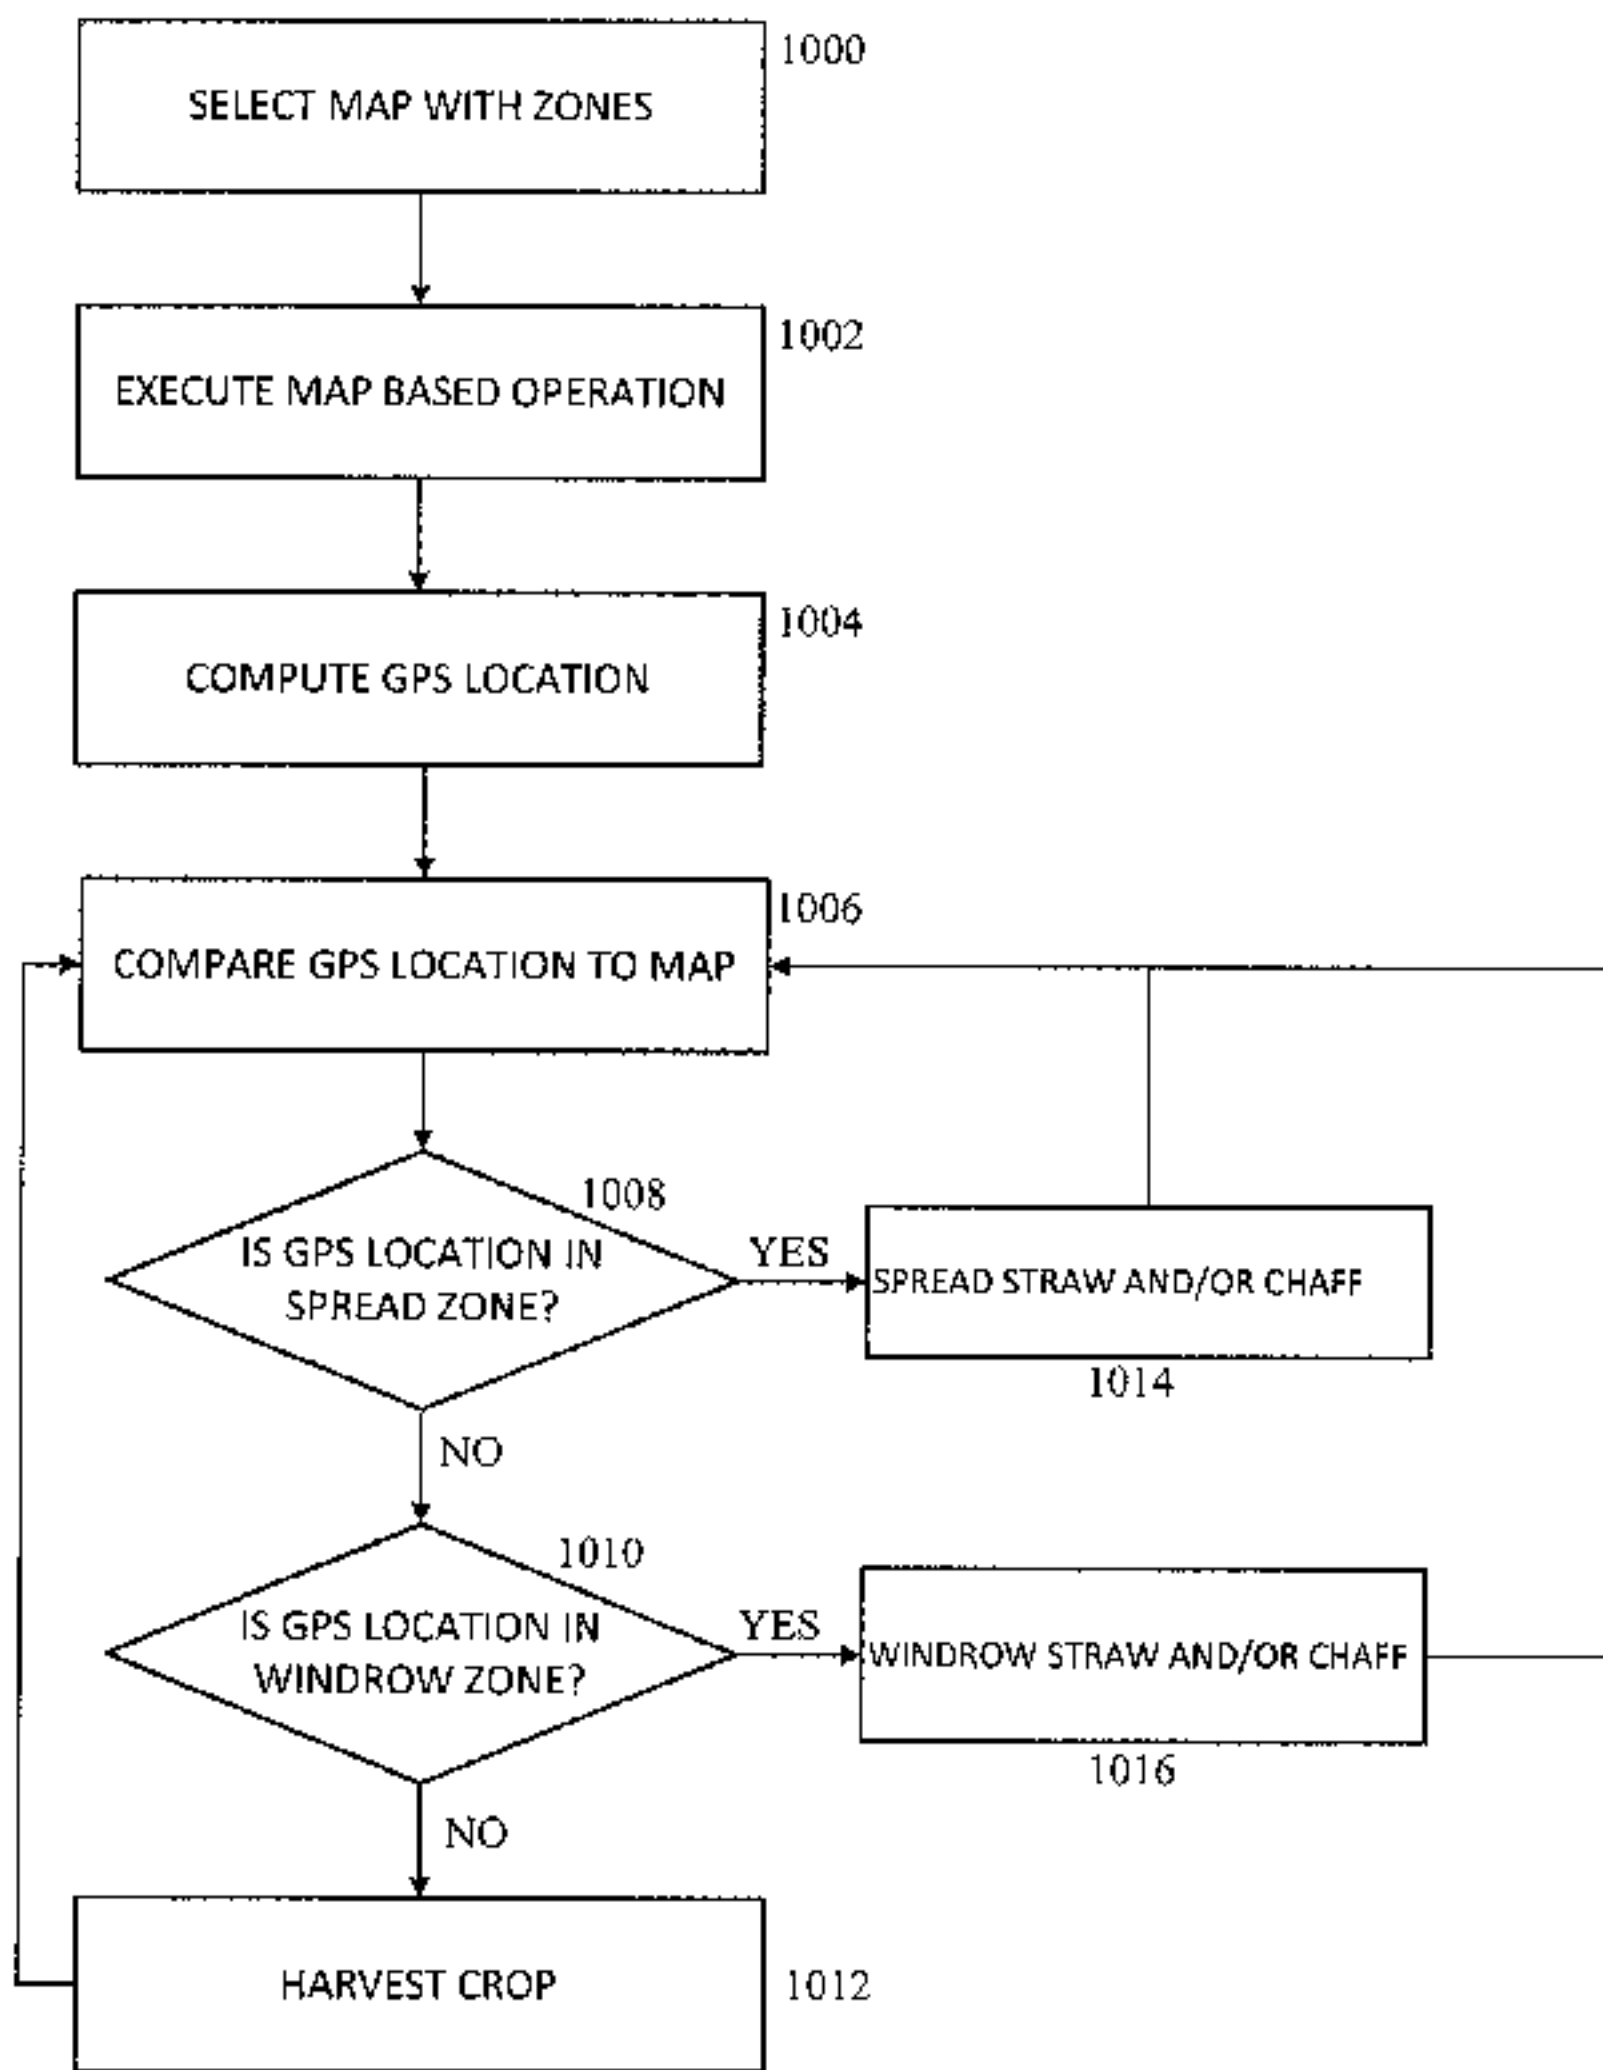 1000
SELECT MAP WITH ZONES
1002
EXECUTE MAP BASED OPERATION
1004
COMPUTE GPS LOCATION
1006
COMPARE GPS LOCATION TO MAP
1008
IS GPS LOCATION IN
SPREAD ZONE?
YES
SPREAD STRAW AND/OR CHAFF
1014
NO
1010
IS GPS LOCATION IN
WINDROW ZONE?
YES
WINDROW STRAW AND/OR CHAFF
1016
NO
HARVEST CROP
1012